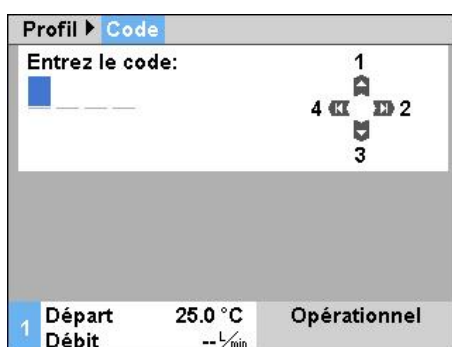 Profil ▶ Code
Entrez le code:
1
4 2
3
1 Départ 25.0 °C Opérationnel
Débit -- L/min